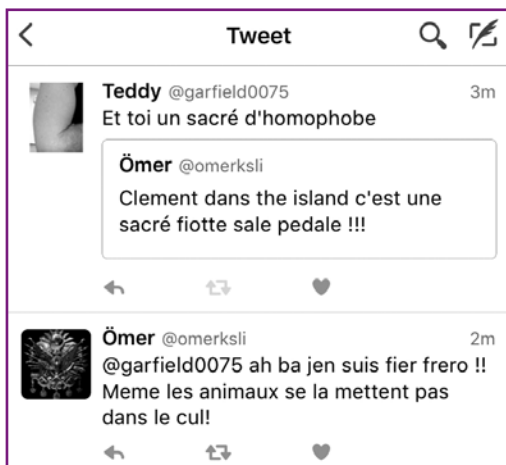 Tweet
Teddy @garfield0075 3m
Et toi un sacré d'homophobe
Ömer @omerksli
Clement dans the island c'est une
sacré fiotte sale pedale !!!
Ömer @omerksli 2m
@garfield0075 ah ba jen suis fier frero !!
Meme les animaux se la mettent pas
dans le cul!